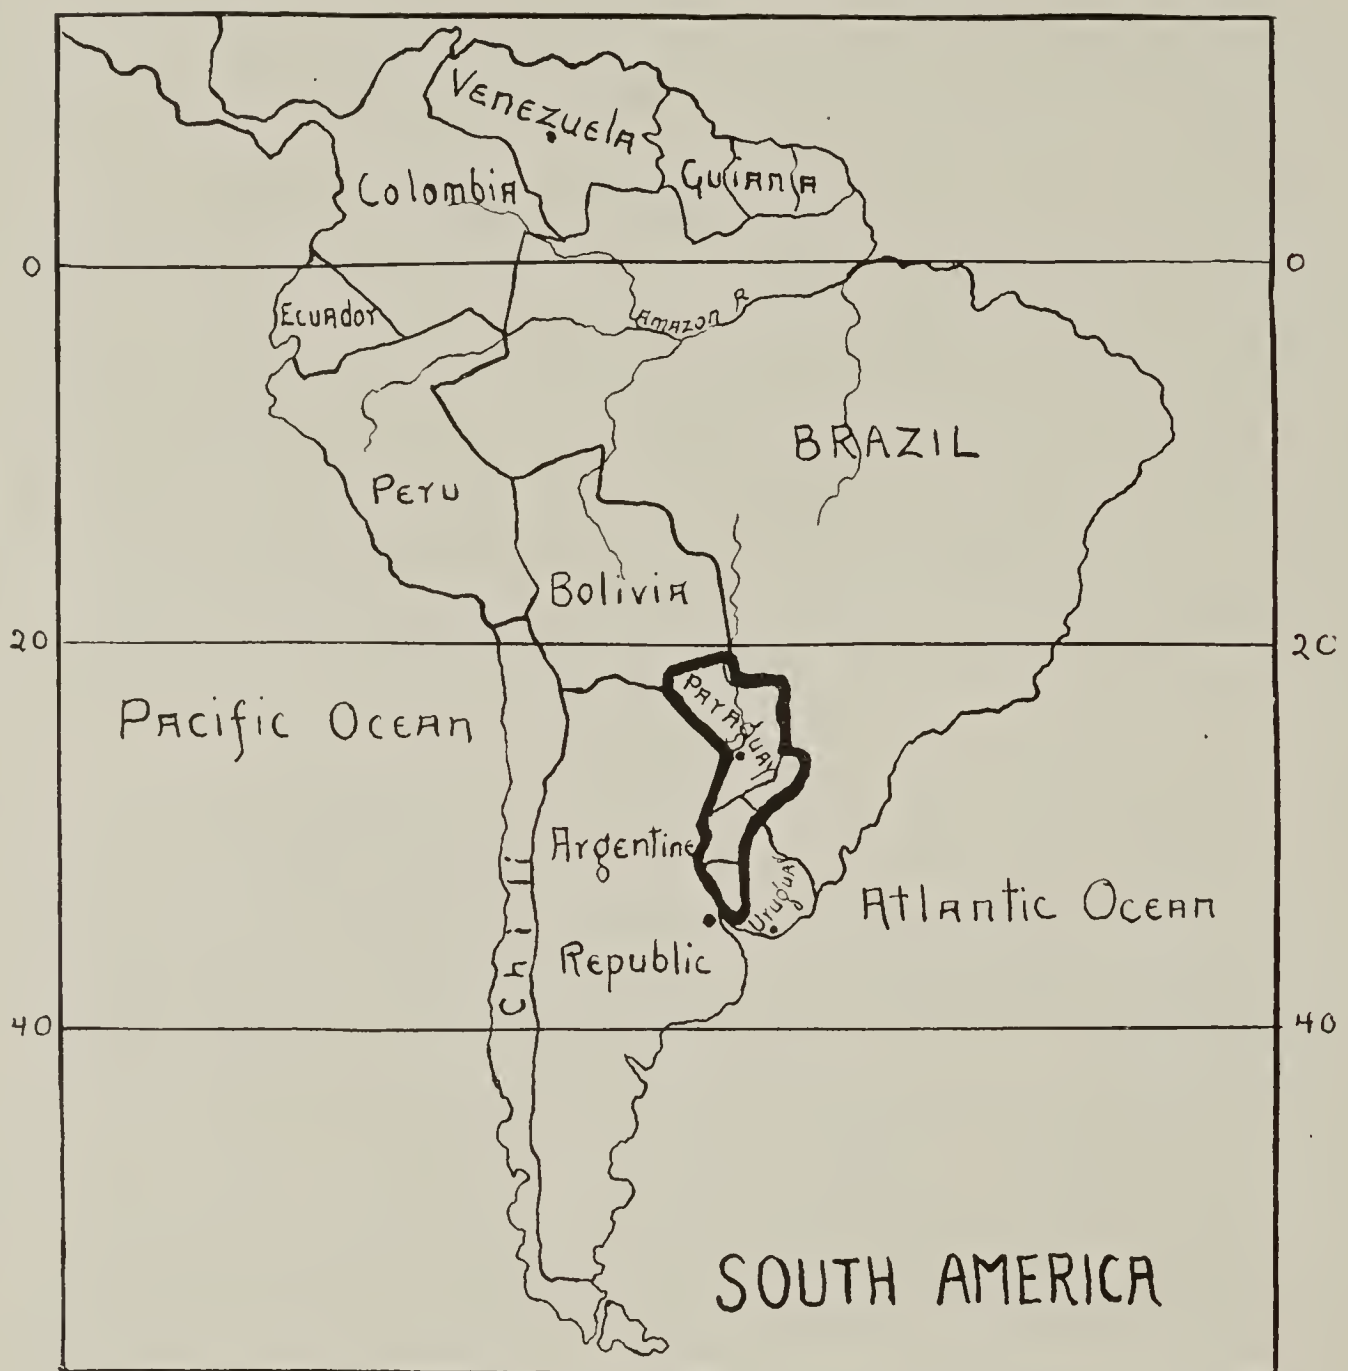 Venezuela
Colombia
Guiana
0 0
Ecuador
Amazon R
BRAZIL
Peru
Bolivia
20 20
Pacific Ocean
Paraguay
Argentine
Republic
Chili
Urugua
Atlantic Ocean
40 40
SOUTH AMERICA